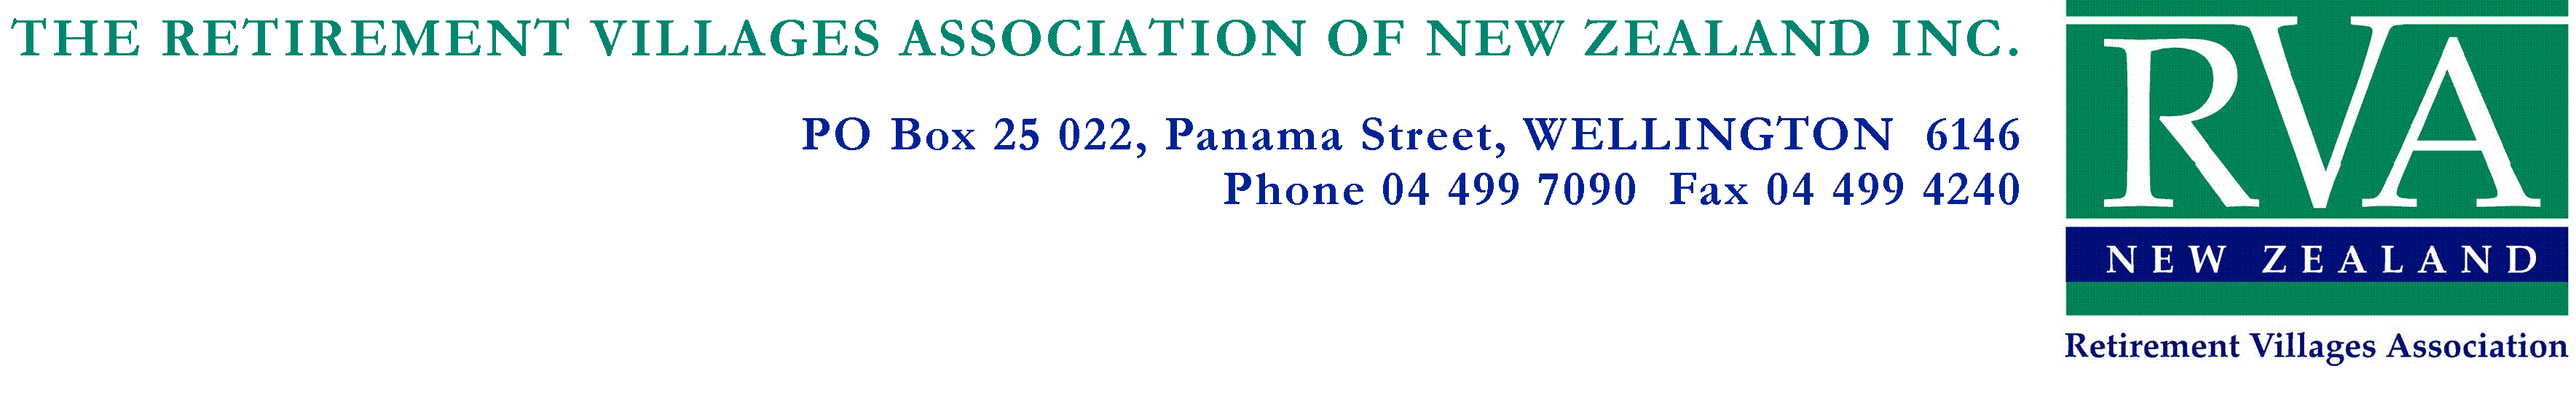 THE RETIREMENT VILLAGES ASSOCIATION OF NEW ZEALAND INC.
PO Box 25 022, Panama Street, WELLINGTON 6146
Phone 04 499 7090 Fax 04 499 4240
RVA
NEW ZEALAND
Retirement Villages Association